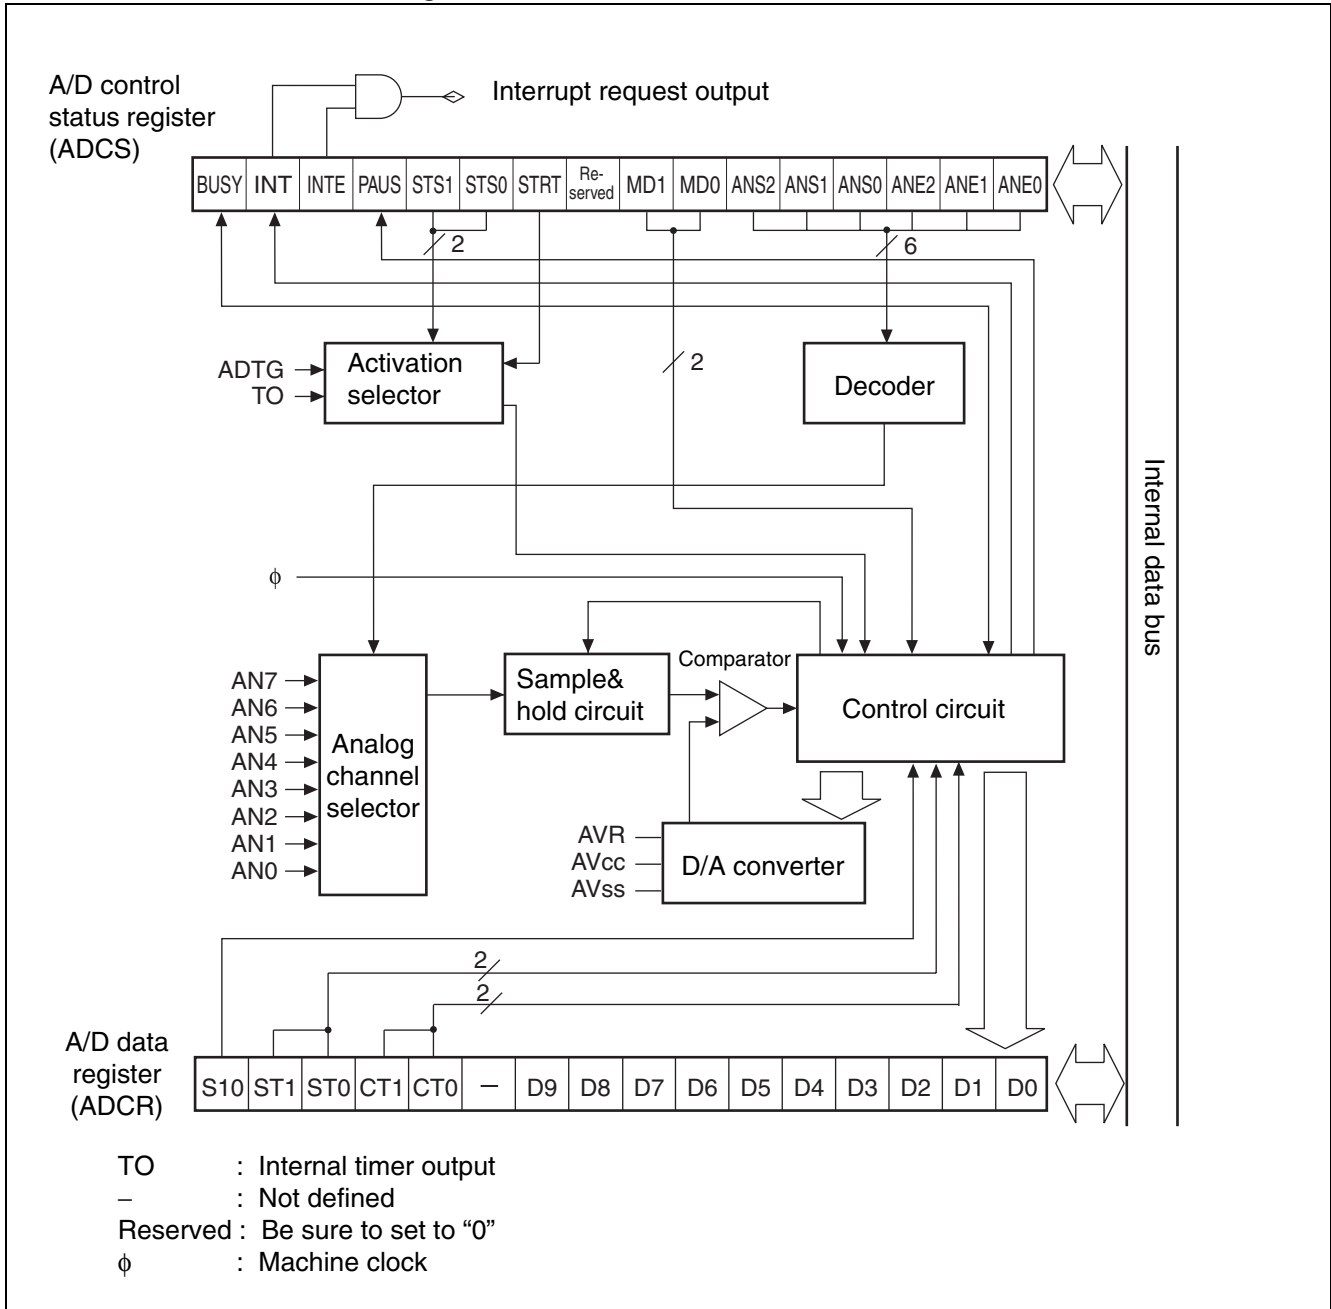 A/D control
status register
(ADCS)
Interrupt request output
BUSY INT INTE PAUS STS1 STS0 STRT Re-served MD1 MD0 ANS2 ANS1 ANS0 ANE2 ANE1 ANE0
2
6
2
ADTG
TO
Activation
selector
Decoder
Internal data bus
ϕ
AN7
AN6
AN5
AN4
AN3
AN2
AN1
AN0
Analog
channel
selector
Sample&
hold circuit
Comparator
Control circuit
AVR
AVcc
AVss
D/A converter
2
2
A/D data
register
(ADCR)
S10 ST1 ST0 CT1 CT0 – D9 D8 D7 D6 D5 D4 D3 D2 D1 D0
TO : Internal timer output
– : Not defined
Reserved : Be sure to set to “0”
ϕ : Machine clock